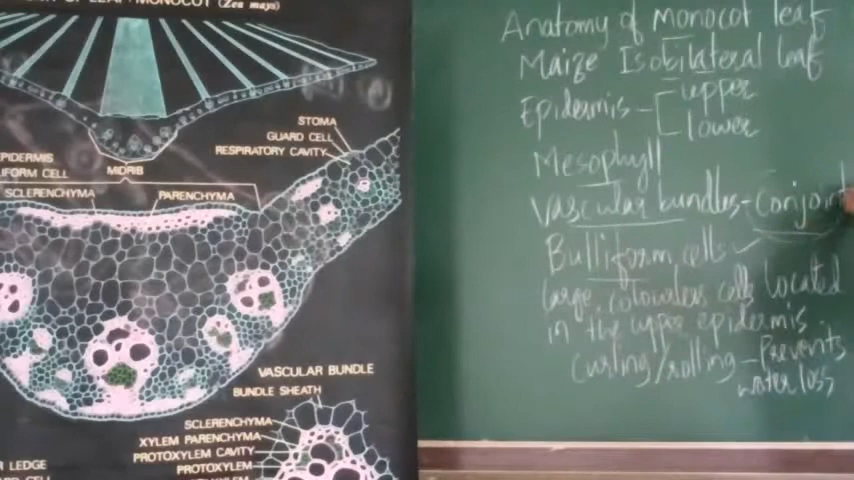 OF LEAF: MONOCOT (Zea mays)
STOMA
GUARD CELL
RESPIRATORY CAVITY
PIDERMIS
IFORM CELL
MIDRIB
SCLERENCHYMA
PARENCHYMA
VASCULAR BUNDLE
BUNDLE SHEATH
SCLERENCHYMA
XYLEM PARENCHYMA
PROTOXYLEM CAVITY
PROTOXYLEM
LEDGE
Anatomy of Monocot leaf
Maize Isobilateral leaf
Epidermis - upper
lower
Mesophyll
Vascular bundles - Conjoint
Bulliform cells
large, colourless cells located
in the upper epidermis
curling/rolling - Prevents
water loss